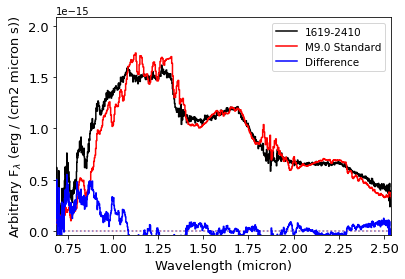 1e−15
2.0
1.5
1.0
0.5
0.0
Arbitrary Fλ (erg / (cm2 micron s))
1619-2410
M9.0 Standard
Difference
0.75 1.00 1.25 1.50 1.75 2.00 2.25 2.50
Wavelength (micron)